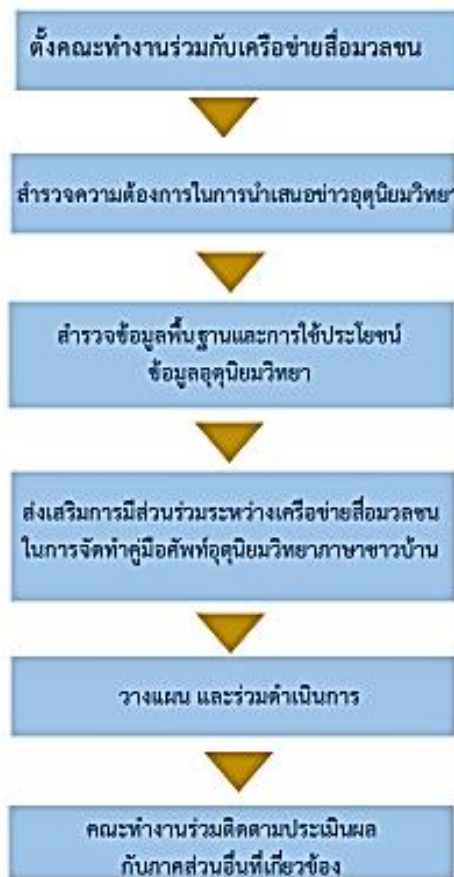 ตั้งคณะทำงานร่วมกับเครือข่ายสื่อมวลชน
สำรวจความต้องการในการนำเสนอข่าวอุตุนิยมวิทยา
สำรวจข้อมูลพื้นฐานและการใช้ประโยชน์
ข้อมูลอุตุนิยมวิทยา
ส่งเสริมการมีส่วนร่วมระหว่างเครือข่ายสื่อมวลชน
ในการจัดทำคู่มือศัพท์อุตุนิยมวิทยาภาษาชาวบ้าน
วางแผน และร่วมดำเนินการ
คณะทำงานร่วมติดตามประเมินผล
กับภาคส่วนอื่นที่เกี่ยวข้อง